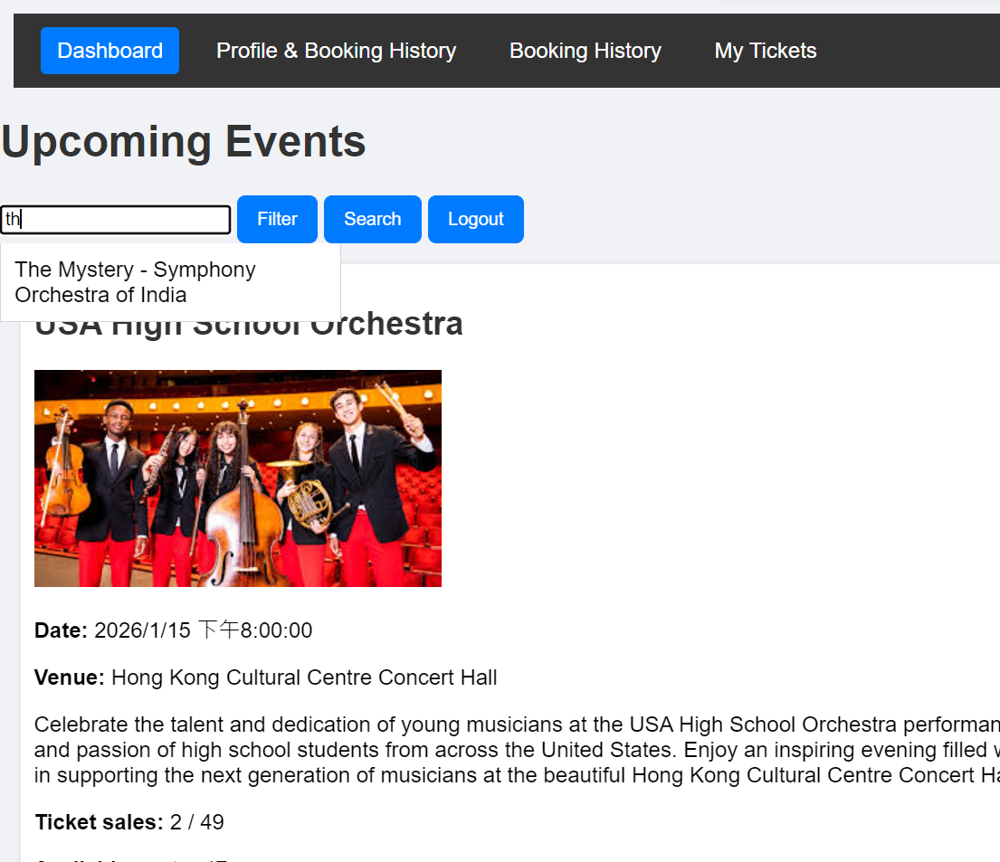 Dashboard Profile & Booking History Booking History My Tickets
Upcoming Events
th Filter Search Logout
The Mystery - Symphony
Orchestra of India
USA High School Orchestra
Date: 2026/1/15 下午8:00:00
Venue: Hong Kong Cultural Centre Concert Hall
Celebrate the talent and dedication of young musicians at the USA High School Orchestra performan
and passion of high school students from across the United States. Enjoy an inspiring evening filled
in supporting the next generation of musicians at the beautiful Hong Kong Cultural Centre Concert Ha
Ticket sales: 2 / 49